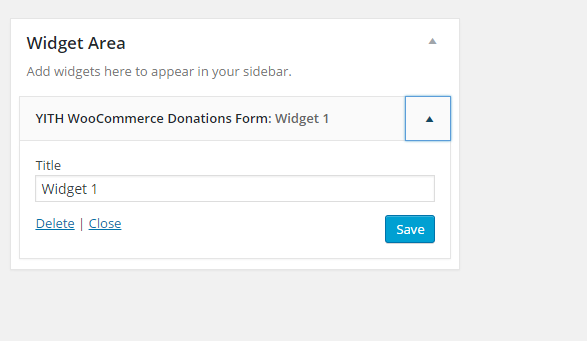 Widget Area
Add widgets here to appear in your sidebar.
YITH WooCommerce Donations Form: Widget 1
Title
Widget 1
Delete | Close
Save